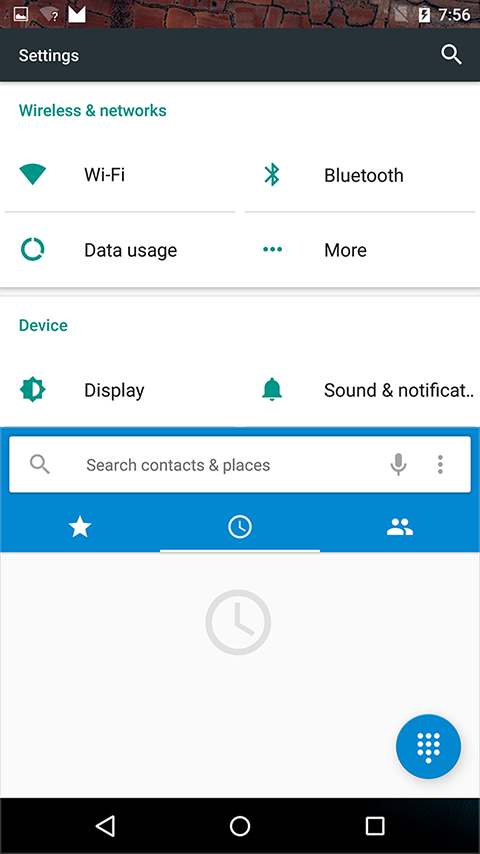 7:56
Settings
Wireless & networks
Wi-Fi
Bluetooth
Data usage
More
Device
Display
Sound & notificat..
Search contacts & places